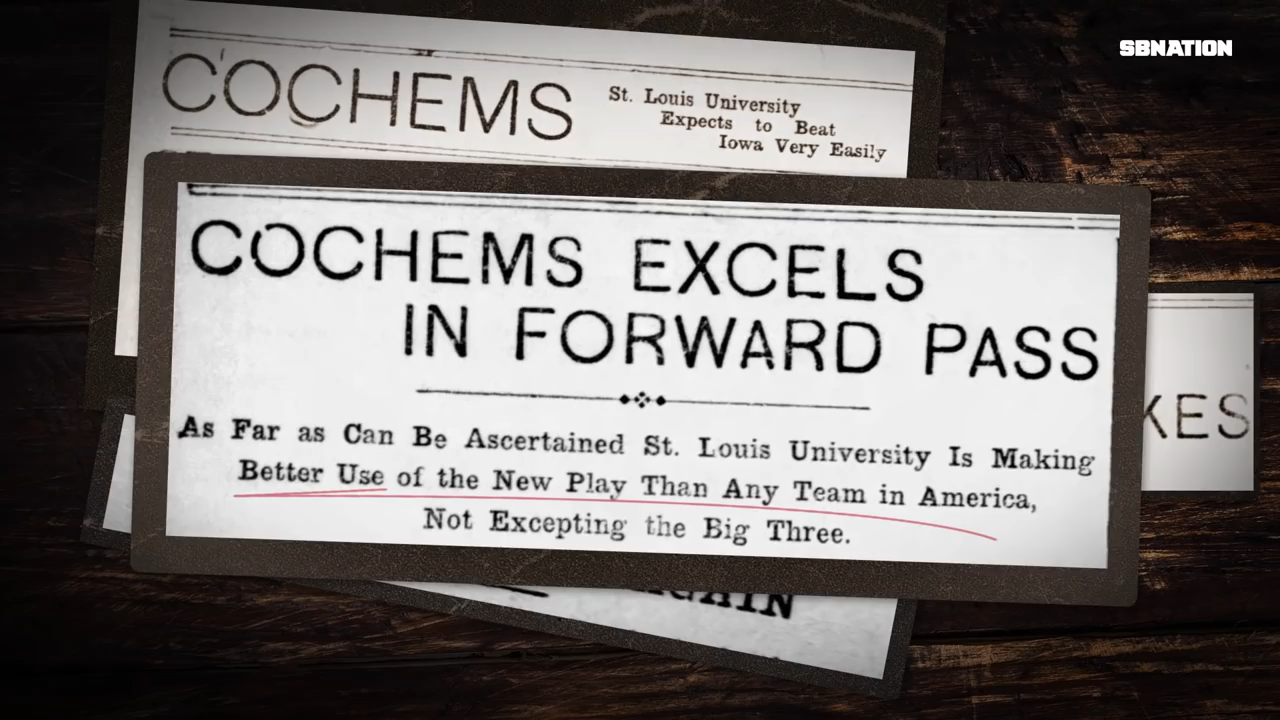 SBNATION
COCHEMS
St. Louis University
Expects to Beat
Iowa Very Easily
COCHEMS EXCELS
IN FORWARD PASS
As Far as Can Be Ascertained St. Louis University Is Making
Better Use of the New Play Than Any Team in America,
Not Excepting the Big Three.